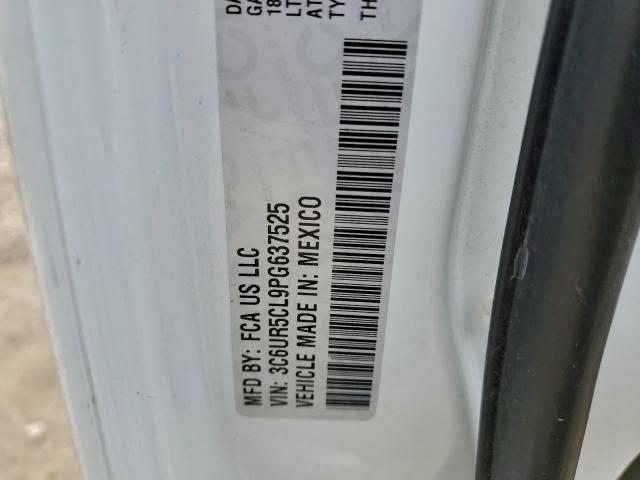 MFD BY: FCA US LLC
VIN: 3C6UR5CL9PG637525
VEHICLE MADE IN: MEXICO